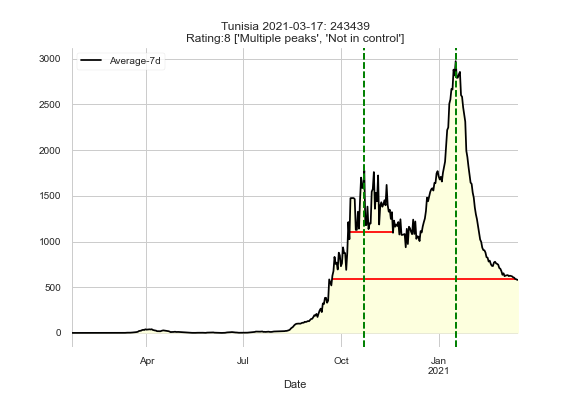 Tunisia 2021-03-17: 243439
Rating:8 ['Multiple peaks', 'Not in control']
Average-7d
3000
2500
2000
1500
1000
500
0
Apr
Jul
Oct
Jan
2021
Date